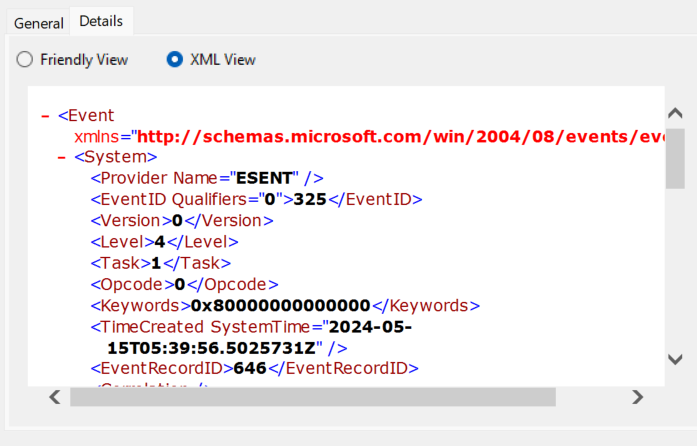 General Details
Friendly View XML View
- <Event
xmlns="http://schemas.microsoft.com/win/2004/08/events/eve
- <System>
<Provider Name="ESENT" />
<EventID Qualifiers="0">325</EventID>
<Version>0</Version>
<Level>4</Level>
<Task>1</Task>
<Opcode>0</Opcode>
<Keywords>0x80000000000000</Keywords>
<TimeCreated SystemTime="2024-05-
15T05:39:56.5025731Z" />
<EventRecordID>646</EventRecordID>